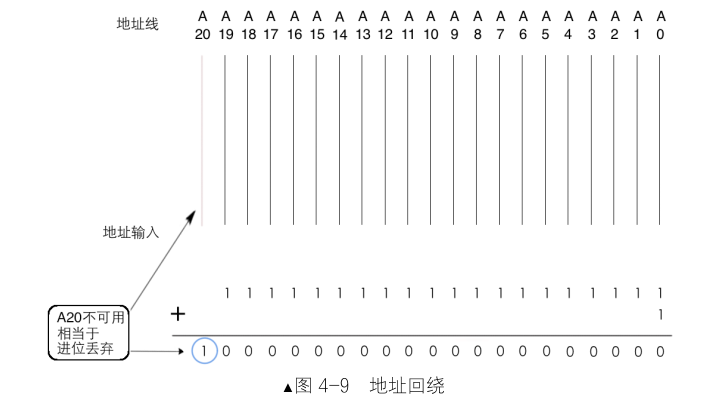 地址线 A A A A A A A A A A A A A A A A A A A A A
20 19 18 17 16 15 14 13 12 11 10 9 8 7 6 5 4 3 2 1 0
地址输入
1 1 1 1 1 1 1 1 1 1 1 1 1 1 1 1 1 1 1 1
+ 1
A20不可用
相当于
进位丢弃
1 0 0 0 0 0 0 0 0 0 0 0 0 0 0 0 0 0 0 0 0
▲图 4-9 地址回绕